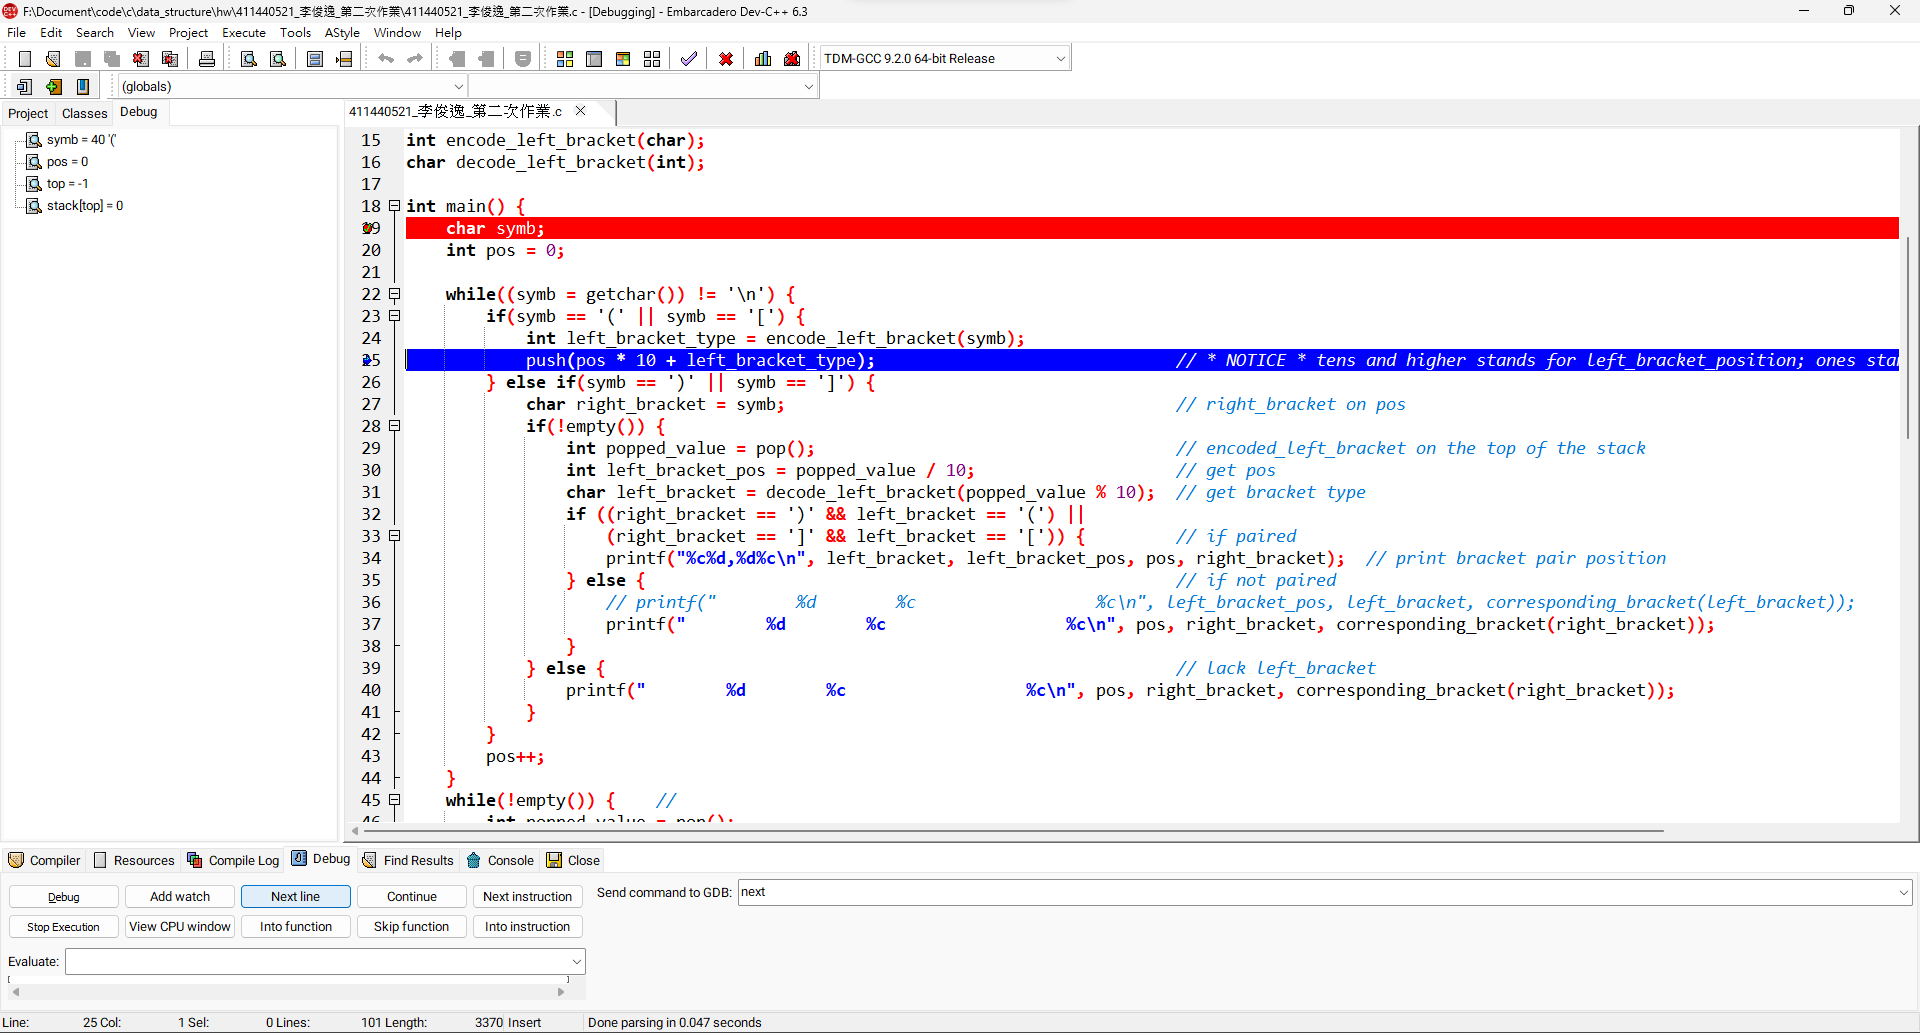 F:\Document\code\c\data_structure\hw\411440521_李俊逸_第二次作業\411440521_李俊逸_第二次作業.c - [Debugging] - Embarcadero Dev-C++ 6.3
File Edit Search View Project Execute Tools AStyle Window Help
TDM-GCC 9.2.0 64-bit Release
(globals)
Project Classes Debug
411440521_李俊逸_第二次作業.c
symb = 40 '('
pos = 0
top = -1
stack[top] = 0
15 int encode_left_bracket(char);
16 char decode_left_bracket(int);
17
18 int main() {
19 char symb;
20 int pos = 0;
21
22 while((symb = getchar()) != '\n') {
23 if(symb == '(' || symb == '[') {
24 int left_bracket_type = encode_left_bracket(symb);
25 push(pos * 10 + left_bracket_type); // * NOTICE * tens and higher stands for left_bracket_position; ones sta
26 } else if(symb == ')' || symb == ']') {
27 char right_bracket = symb; // right_bracket on pos
28 if(!empty()) {
29 int popped_value = pop(); // encoded_left_bracket on the top of the stack
30 int left_bracket_pos = popped_value / 10; // get pos
31 char left_bracket = decode_left_bracket(popped_value % 10); // get bracket type
32 if ((right_bracket == ')' && left_bracket == '(') ||
33 (right_bracket == ']' && left_bracket == '[')) { // if paired
34 printf("%c%d,%d%c\n", left_bracket, left_bracket_pos, pos, right_bracket); // print bracket pair position
35 } else { // if not paired
36 // printf(" %d %c %c\n", left_bracket_pos, left_bracket, corresponding_bracket(left_bracket));
37 printf(" %d %c %c\n", pos, right_bracket, corresponding_bracket(right_bracket));
38 }
39 } else { // lack left_bracket
40 printf(" %d %c %c\n", pos, right_bracket, corresponding_bracket(right_bracket));
41 }
42 }
43 pos++;
44 }
45 while(!empty()) { //
46 int popped_value = pop();
Compiler Resources Compile Log Debug Find Results Console Close
Debug Add watch Next line Continue Next instruction Send command to GDB: next
Stop Execution View CPU window Into function Skip function Into instruction
Evaluate:
Line: 25 Col: 1 Sel: 0 Lines: 101 Length: 3370 Insert Done parsing in 0.047 seconds